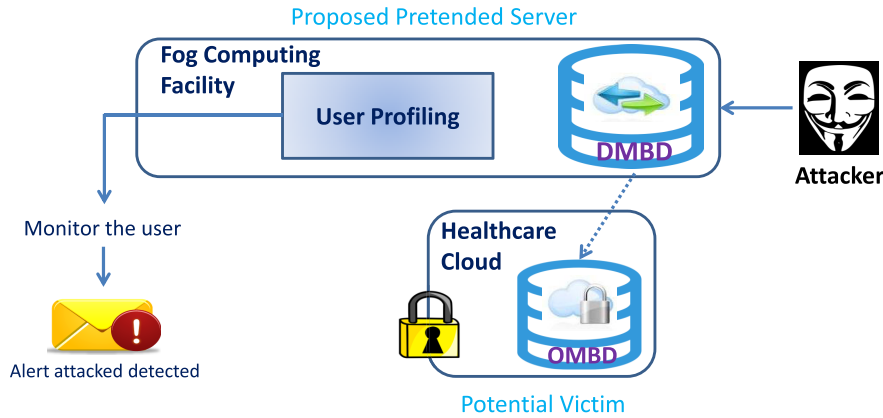 Proposed Pretended Server
Fog Computing
Facility
User Profiling
DMBD
Attacker
Monitor the user
Healthcare
Cloud
OMBD
Alert attacked detected
Potential Victim